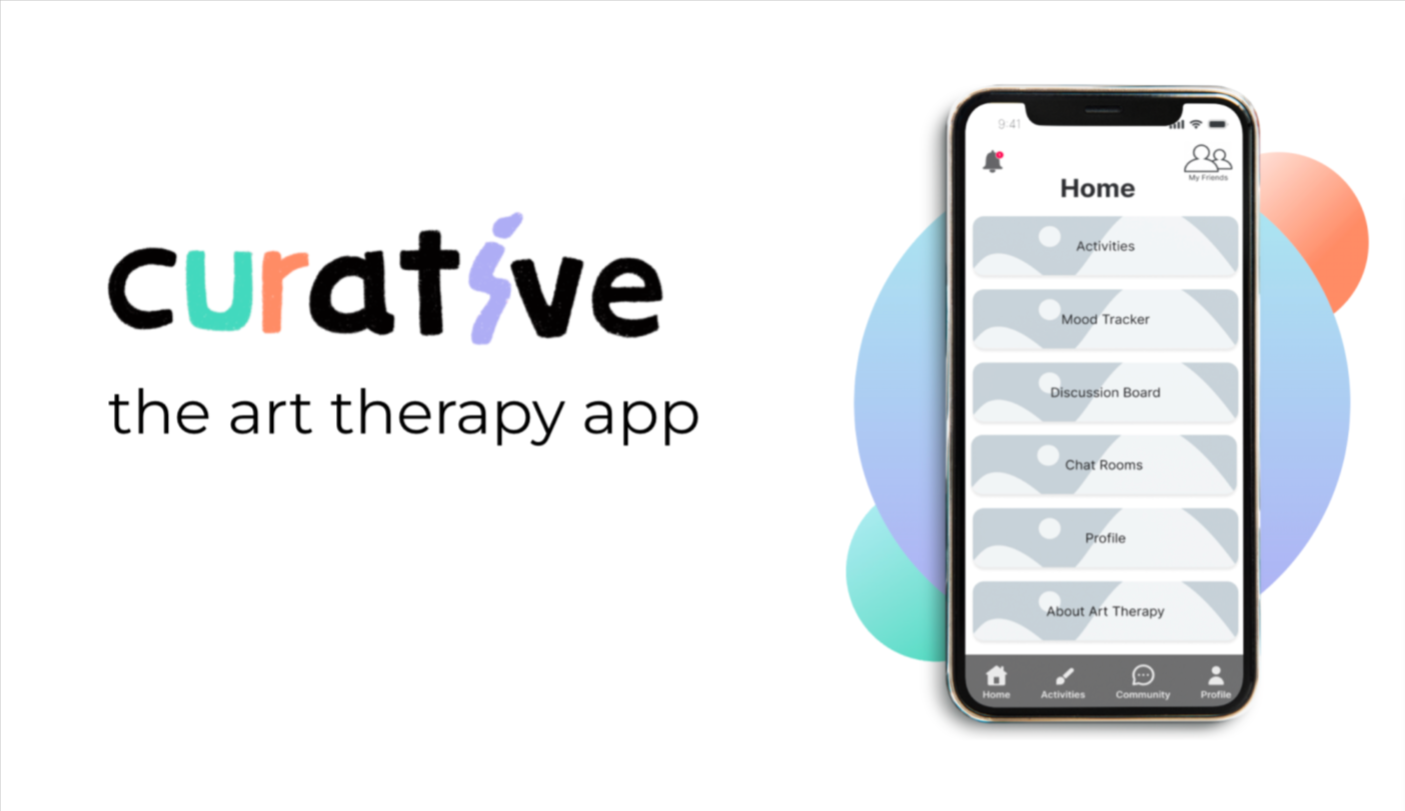 curative
the art therapy app
9:41
My Friends
Home
Activities
Mood Tracker
Discussion Board
Chat Rooms
Profile
About Art Therapy
Home Activities Community Profile